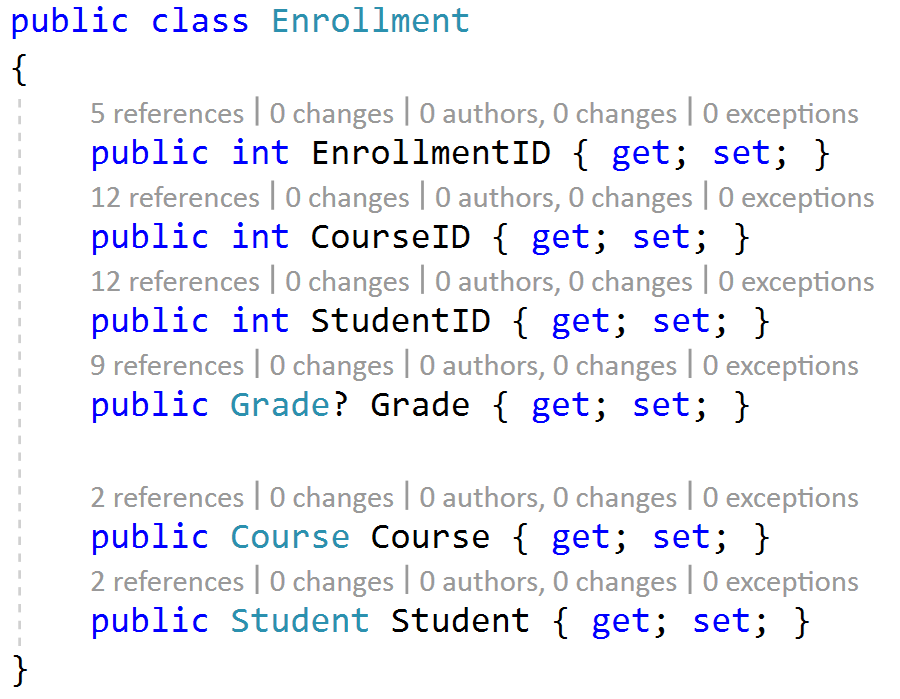 public class Enrollment
{
5 references | 0 changes | 0 authors, 0 changes | 0 exceptions
public int EnrollmentID { get; set; }
12 references | 0 changes | 0 authors, 0 changes | 0 exceptions
public int CourseID { get; set; }
12 references | 0 changes | 0 authors, 0 changes | 0 exceptions
public int StudentID { get; set; }
9 references | 0 changes | 0 authors, 0 changes | 0 exceptions
public Grade? Grade { get; set; }
2 references | 0 changes | 0 authors, 0 changes | 0 exceptions
public Course Course { get; set; }
2 references | 0 changes | 0 authors, 0 changes | 0 exceptions
public Student Student { get; set; }
}